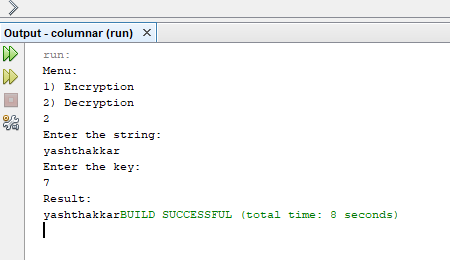 Output - columnar (run)
run:
Menu:
1) Encryption
2) Decryption
2
Enter the string:
yashthakkar
Enter the key:
7
Result:
yashthakkarBUILD SUCCESSFUL (total time: 8 seconds)